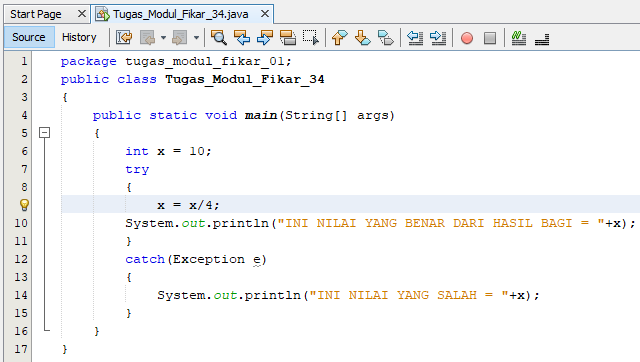 Start Page Tugas_Modul_Fikar_34.java
Source History
1 package tugas_modul_fikar_01;
2 public class Tugas_Modul_Fikar_34
3 {
4 public static void main(String[] args)
5 {
6 int x = 10;
7 try
8 {
x = x/4;
10 System.out.println("INI NILAI YANG BENAR DARI HASIL BAGI = "+x);
11 }
12 catch(Exception e)
13 {
14 System.out.println("INI NILAI YANG SALAH = "+x);
15 }
16 }
17 }